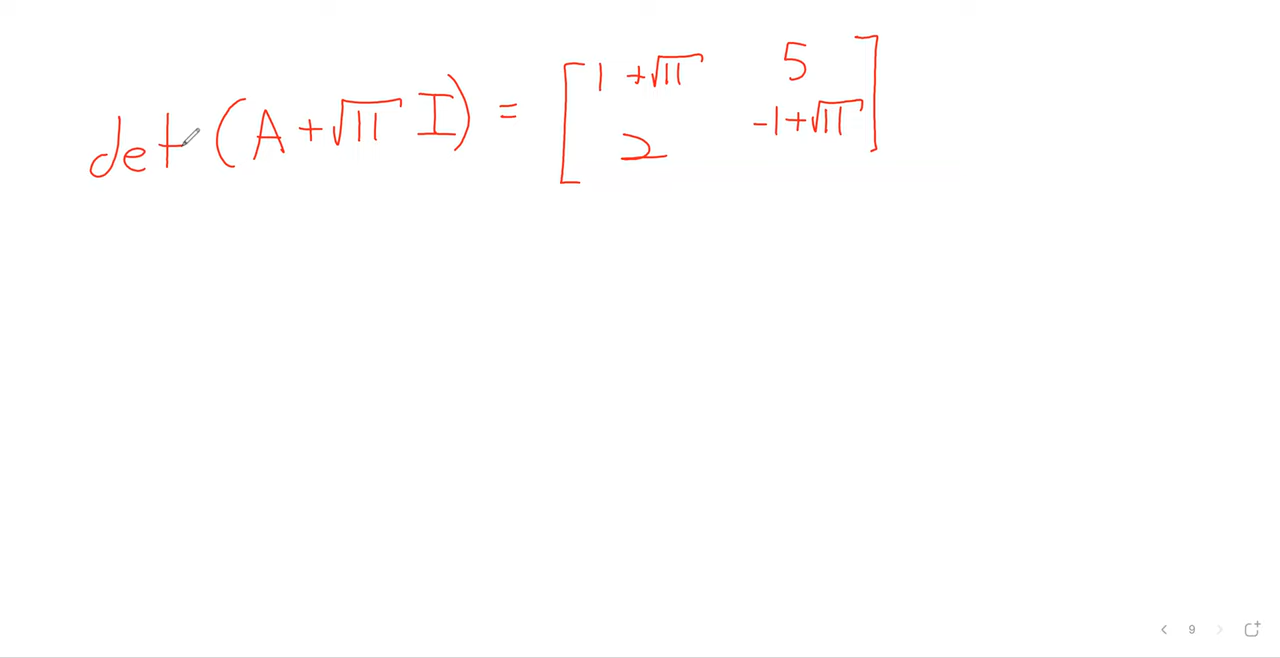 det (A + √11 I) = [ 1 + √11 5
2 -1 + √11 ]
9